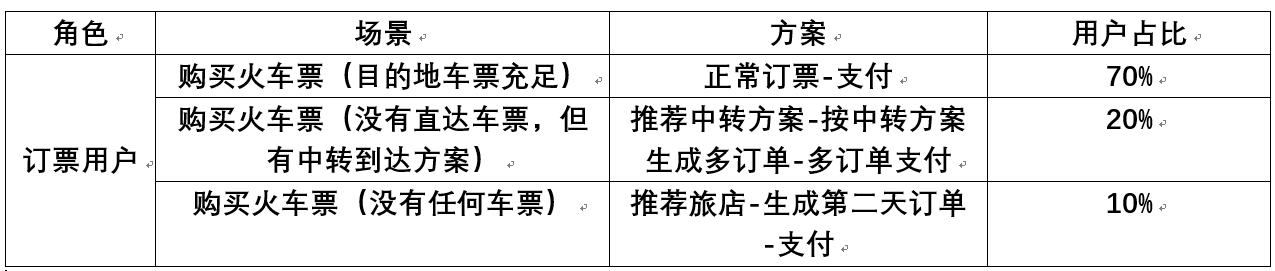 角色 场景 方案 用户占比
购买火车票（目的地车票充足） 正常订票-支付 70%
购买火车票（没有直达车票，但 推荐中转方案-按中转方案 20%
订票用户 有中转到达方案） 生成多订单-多订单支付
购买火车票（没有任何车票） 推荐旅店-生成第二天订单 10%
-支付